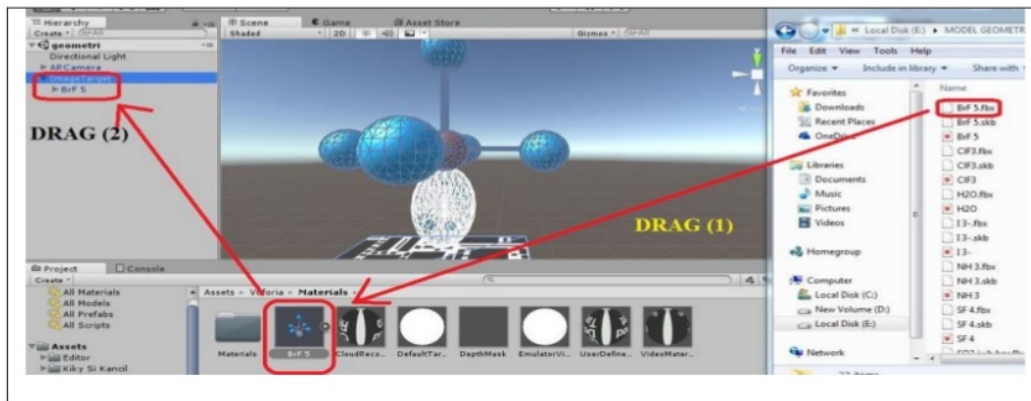 Hierarchy
Create
geometri
Directional Light
ARCamera
ImageTarget
BrF 5
DRAG (2)
Scene
Game
Asset Store
Shaded
2D
Gizmos
DRAG (1)
Project
Console
Create
All Materials
All Models
All Prefabs
All Scripts
Assets
Editor
Kiky Si Kancil
Assets Vuforia Materials
Materials
BrF 5
CloudReco...
DefaultTar...
DepthMask
EmulatorVi...
UserDefine...
VideoMater...
Local Disk (E:) MODEL GEOMETR
File Edit View Tools Help
Organize Include in library Share with
Favorites
Downloads
Recent Places
OneDrive
Libraries
Documents
Music
Pictures
Videos
Homegroup
Computer
Local Disk (C:)
New Volume (D:)
Local Disk (E:)
Network
Name
BrF 5.fbx
BrF 5.skb
BrF 5
ClF3.fbx
ClF3.skb
ClF3
H2O.fbx
H2O
I3-.fbx
I3-.skb
I3-
NH 3.fbx
NH 3.skb
NH 3
SF 4.fbx
SF 4.skb
SF 4